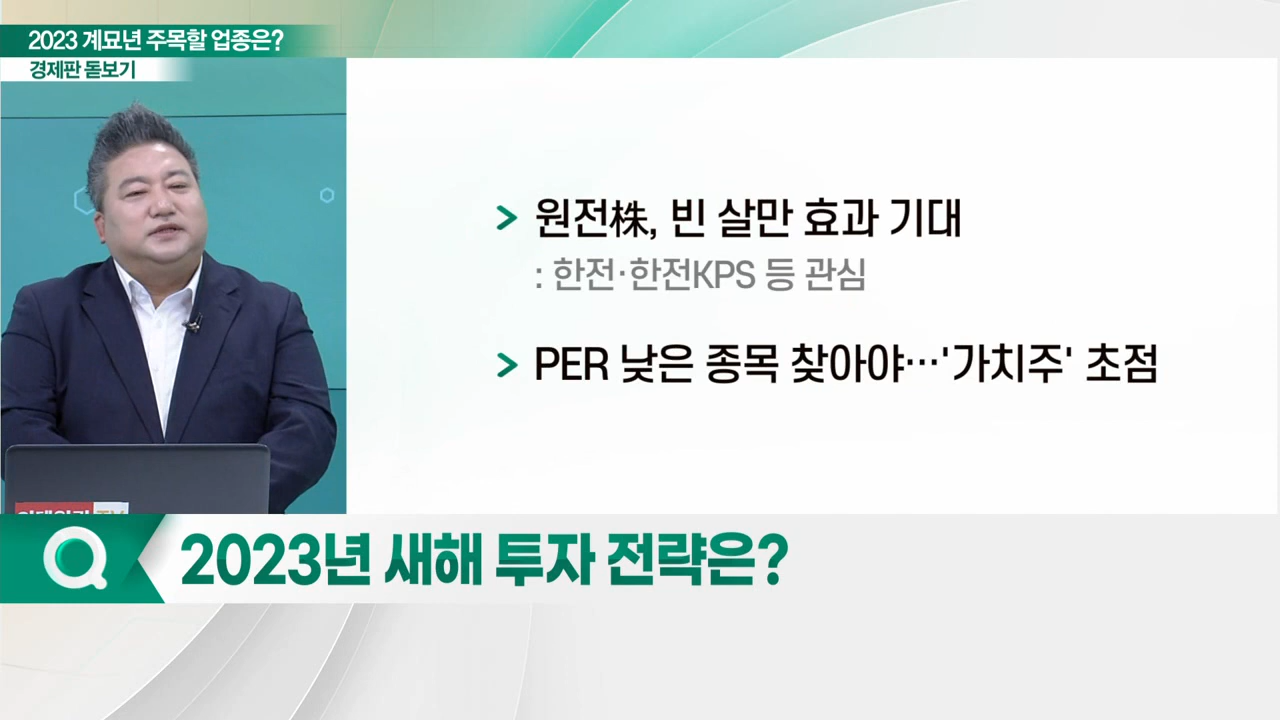 2023 계묘년 주목할 업종은?
경제판 돋보기
> 원전株, 빈 살만 효과 기대
: 한전·한전KPS 등 관심
> PER 낮은 종목 찾아야…'가치주' 초점
2023년 새해 투자 전략은?